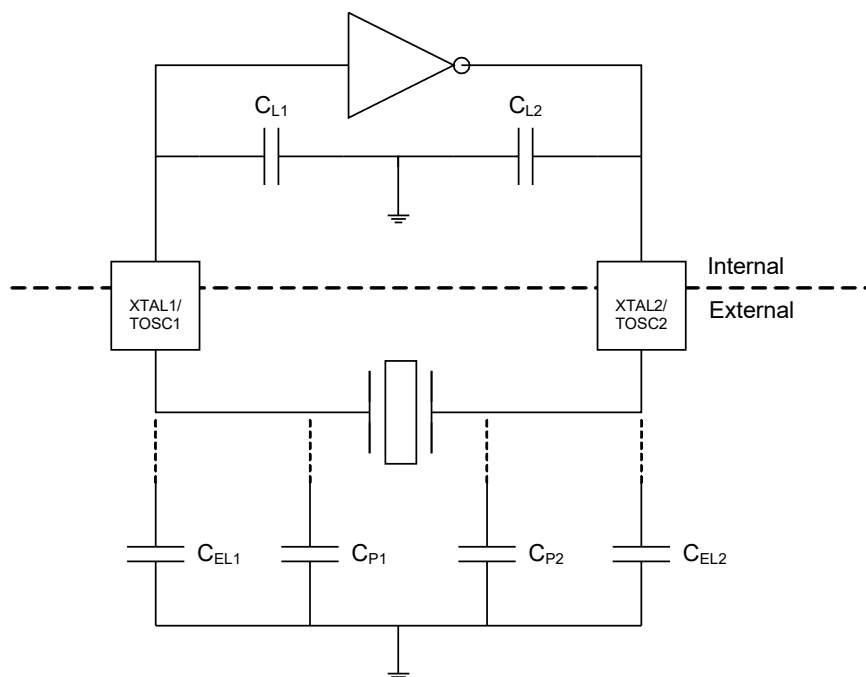 C_L1
C_L2
Internal
XTAL1/
TOSC1
XTAL2/
TOSC2
External
C_EL1
C_P1
C_P2
C_EL2